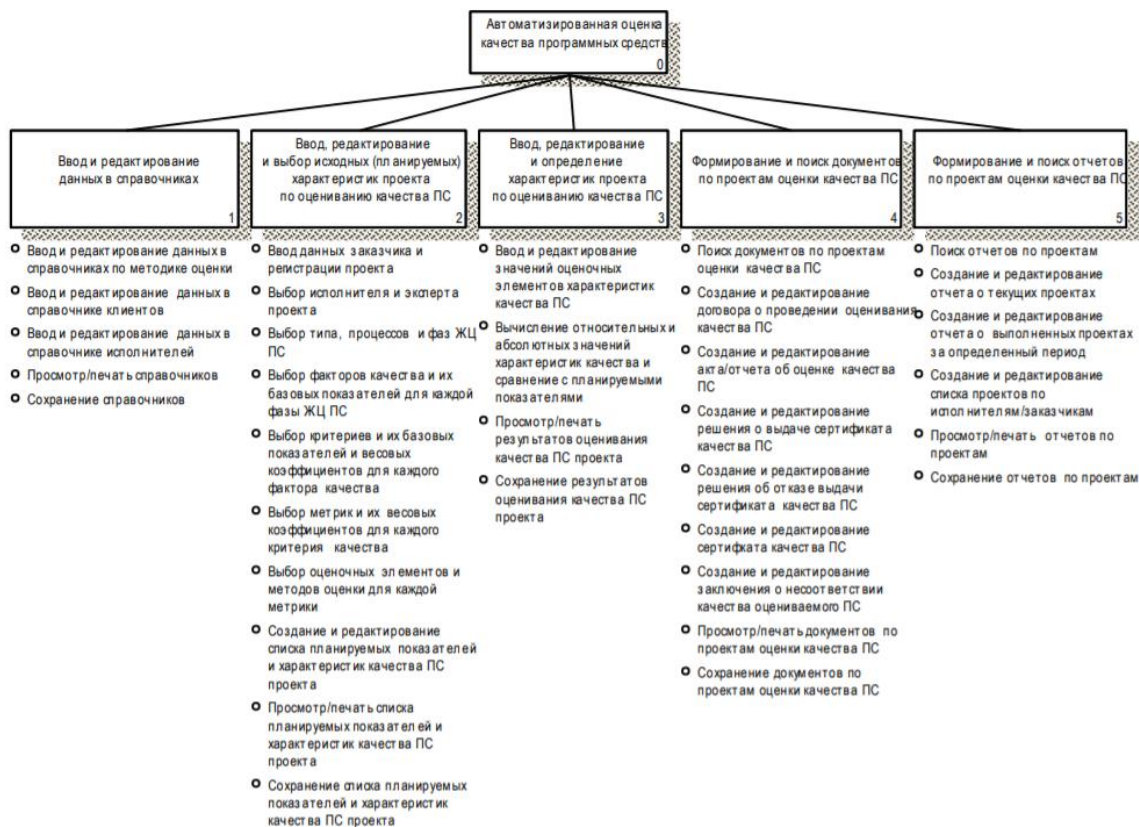 Автоматизированная оценка
качества программных средств
0
Ввод и редактирование
данных в справочниках
1
Ввод, редактирование
и выбор исходных (планируемых)
характеристик проекта
по оцениванию качества ПС
2
Ввод, редактирование
и определение
характеристик проекта
по оцениванию качества ПС
3
Формирование и поиск документов
по проектам оценки качества ПС
4
Формирование и поиск отчетов
по проектам оценки качества ПС
5
Ввод и редактирование данных в
справочниках по методике оценки
Ввод и редактирование данных в
справочнике клиентов
Ввод и редактирование данных в
справочнике исполнителей
Просмотр/печать справочников
Сохранение справочников
Ввод данных заказчика и
регистрации проекта
Выбор исполнителя и эксперта
проекта
Выбор типа, процессов и фаз ЖЦ
ПС
Выбор факторов качества и их
базовых показателей для каждой
фазы ЖЦ ПС
Выбор критериев и их базовых
показателей и весовых
коэффициентов для каждого
фактора качества
Выбор метрик и их весовых
коэффициентов для каждого
критерия качества
Выбор оценочных элементов и
методов оценки для каждой
метрики
Создание и редактирование
списка планируемых показателей
и характеристик качества ПС
проекта
Просмотр/печать списка
планируемых показателей и
характеристик качества ПС
проекта
Сохранение списка планируемых
показателей и характеристик
качества ПС проекта
Ввод и редактирование
значений оценочных
элементов характеристик
качества ПС
Вычисление относительных и
абсолютных значений
характеристик качества и
сравнение с планируемыми
показателями
Просмотр/печать
результатов оценивания
качества ПС проекта
Сохранение результатов
оценивания качества ПС
проекта
Поиск документов по проектам
оценки качества ПС
Создание и редактирование
договора о проведении оценивания
качества ПС
Создание и редактирование
акта/отчета об оценке качества
ПС
Создание и редактирование
решения о выдаче сертификата
качества ПС
Создание и редактирование
решения об отказе выдачи
сертификата качества ПС
Создание и редактирование
сертифката качества ПС
Создание и редактирование
заключения о несоответствии
качества оцениваемого ПС
Просмотр/печать документов по
проектам оценки качества ПС
Сохранение документов по
проектам оценки качества ПС
Поиск отчетов по проектам
Создание и редактирование
отчета о текущих проектах
Создание и редактирование
отчета о выполненных проектах
за определенный период
Создание и редактирование
списка проектов по
исполнителям/заказчикам
Просмотр/печать отчетов по
проектам
Сохранение отчетов по проектам